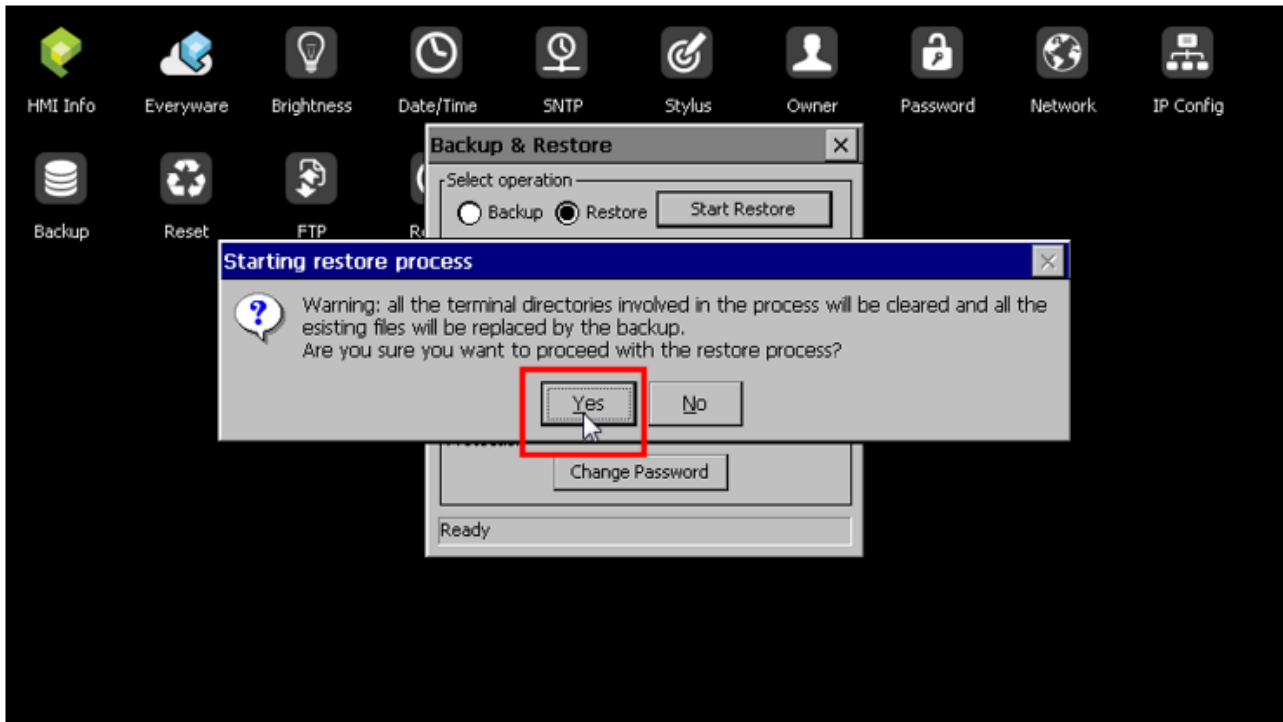 HMI Info Everyware Brightness Date/Time SNTP Stylus Owner Password Network IP Config
Backup & Restore
Select operation
Backup Restore Start Restore
Backup Reset FTP
Starting restore process
Warning: all the terminal directories involved in the process will be cleared and all the
esisting files will be replaced by the backup.
Are you sure you want to proceed with the restore process?
Yes No
Change Password
Ready